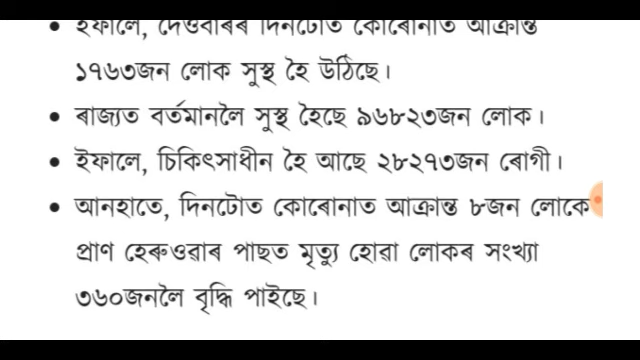 • ইফালে, দেওবাৰৰ দিনটোত কোৰোনাত আক্ৰান্ত
১৭৬৩জন লোক সুস্থ হৈ উঠিছে।
• ৰাজ্যত বৰ্তমানলৈ সুস্থ হৈছে ৯৬৮২৩জন লোক।
• ইফালে, চিকিৎসাধীন হৈ আছে ২৮২৭৩জন ৰোগী।
• আনহাতে, দিনটোত কোৰোনাত আক্ৰান্ত ৮জন লোকে
প্ৰাণ হেৰুওৱাৰ পাছত মৃত্যু হোৱা লোকৰ সংখ্যা
৩৬০জনলৈ বৃদ্ধি পাইছে।